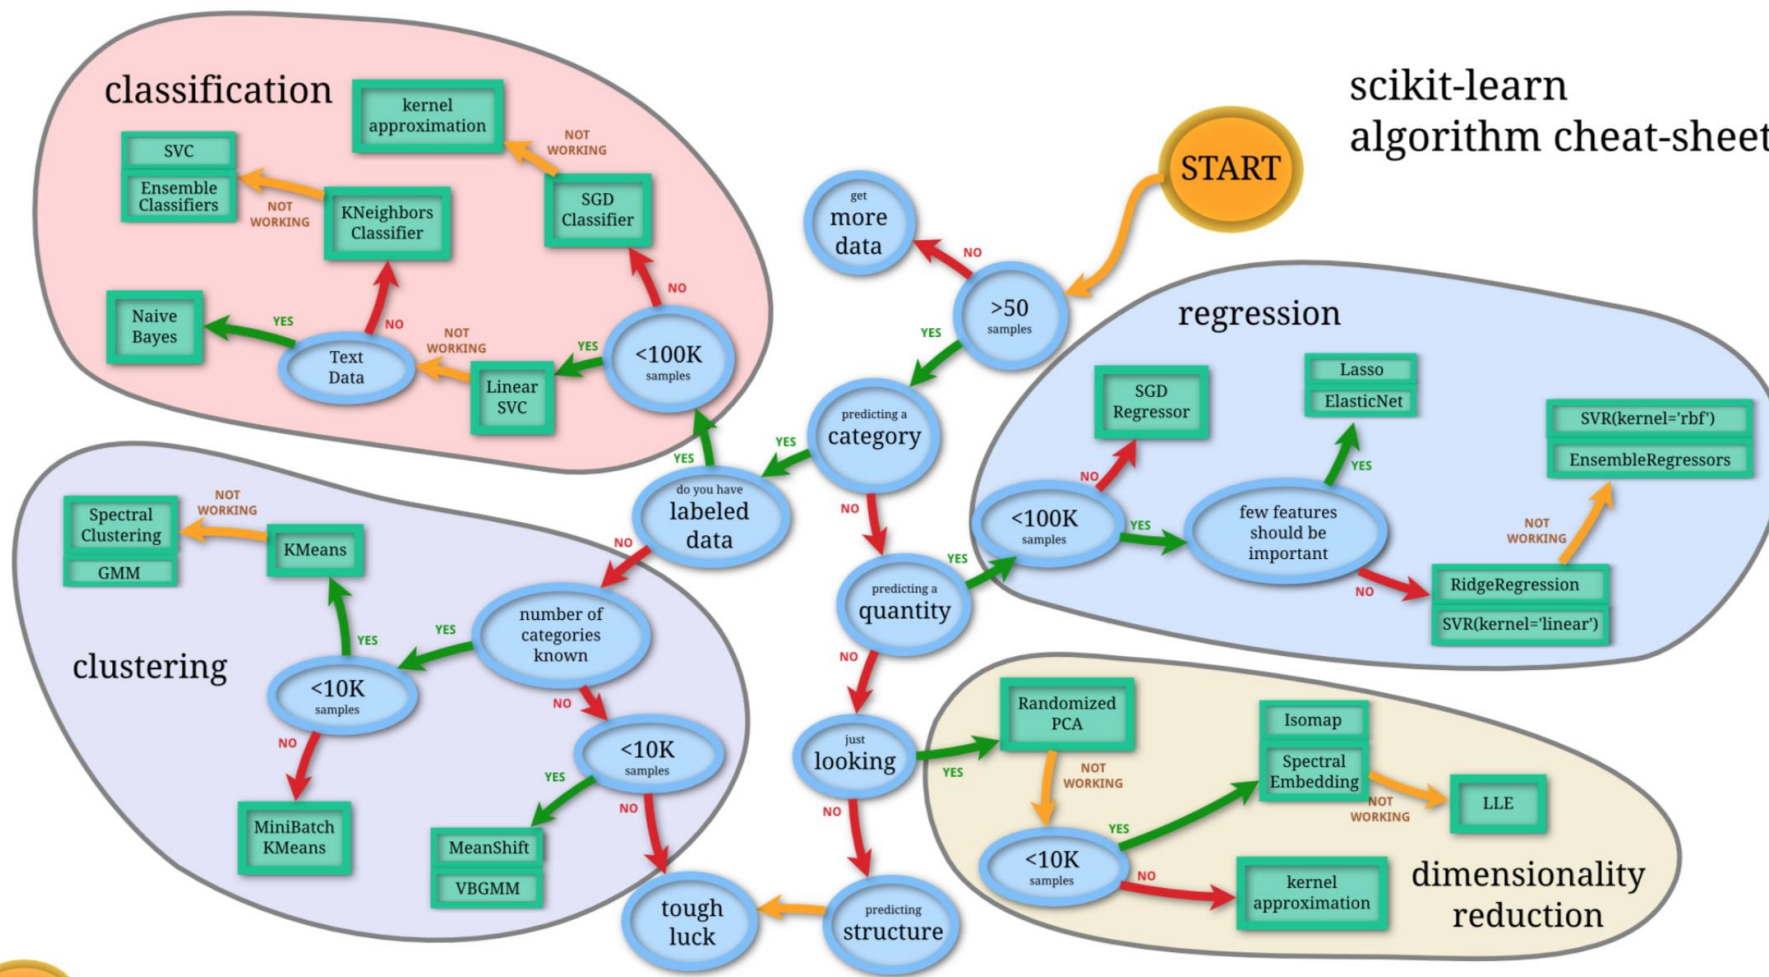 scikit-learn
algorithm cheat-sheet
START
get
more
data
NO
>50
samples
YES
predicting a
category
YES
NO
do you have
labeled
data
YES
NO
predicting a
quantity
YES
NO
just
looking
YES
NO
predicting
structure
tough
luck
classification
kernel
approximation
NOT
WORKING
SGD
Classifier
NO
<100K
samples
YES
Linear
SVC
NOT
WORKING
Text
Data
YES
Naive
Bayes
NO
KNeighbors
Classifier
NOT
WORKING
SVC
Ensemble
Classifiers
regression
<100K
samples
NO
SGD
Regressor
YES
few features
should be
important
YES
Lasso
ElasticNet
NO
RidgeRegression
SVR(kernel='linear')
NOT
WORKING
SVR(kernel='rbf')
EnsembleRegressors
clustering
number of
categories
known
YES
<10K
samples
YES
KMeans
NOT
WORKING
Spectral
Clustering
GMM
NO
MiniBatch
KMeans
NO
<10K
samples
YES
MeanShift
VBGMM
NO
dimensionality
reduction
Randomized
PCA
NOT
WORKING
<10K
samples
YES
Isomap
Spectral
Embedding
NOT
WORKING
LLE
NO
kernel
approximation